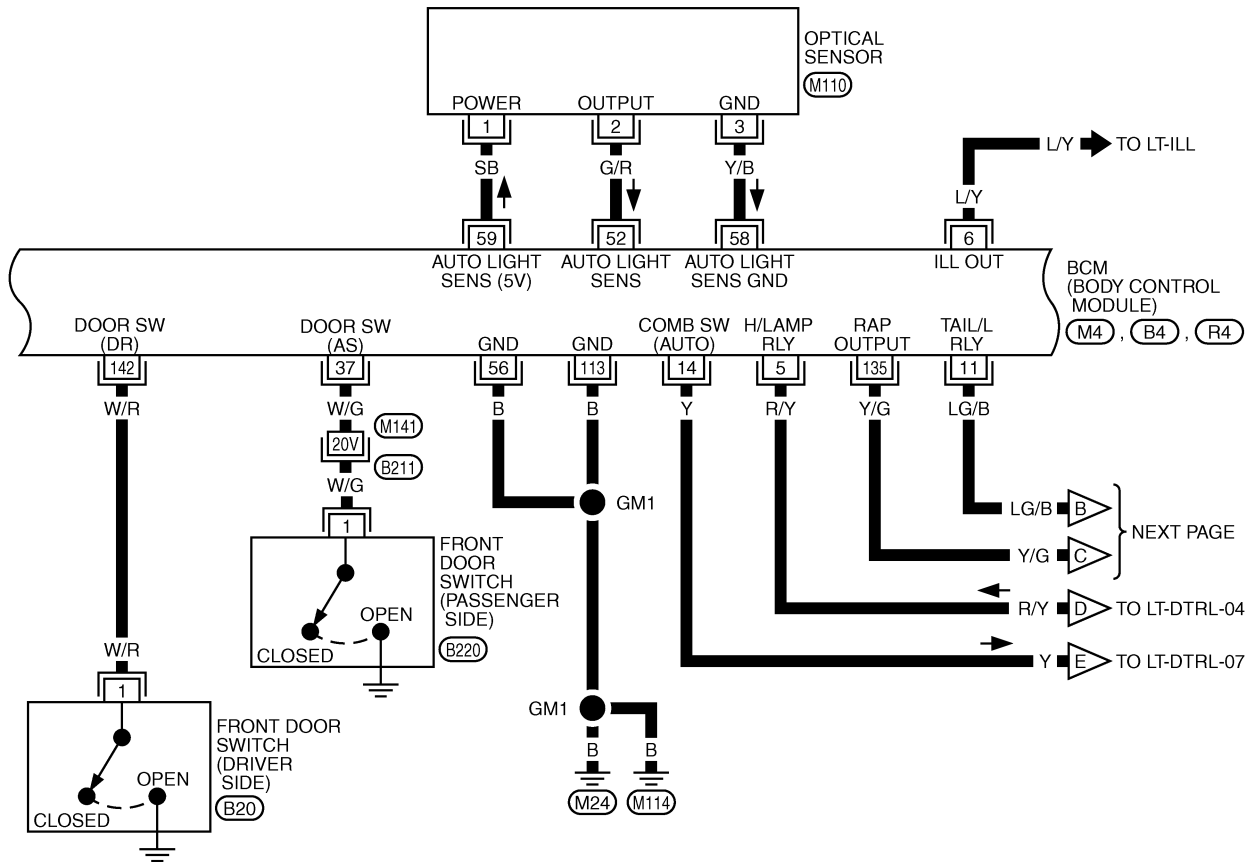 OPTICAL
SENSOR
M110
POWER OUTPUT GND
1 2 3
SB G/R Y/B
L/Y TO LT-ILL
L/Y
59 52 58 6
AUTO LIGHT
SENS (5V)
AUTO LIGHT
SENS
AUTO LIGHT
SENS GND
ILL OUT
BCM
(BODY CONTROL
MODULE)
M4 , B4 , R4
DOOR SW
(DR)
DOOR SW
(AS)
GND
GND
COMB SW
(AUTO)
H/LAMP
RLY
RAP
OUTPUT
TAIL/L
RLY
142 37 56 113 14 5 135 11
W/R W/G B B Y R/Y Y/G LG/B
M141
20V
B211
W/G
1
FRONT
DOOR
SWITCH
(PASSENGER
SIDE)
B220
OPEN
CLOSED
GM1
LG/B B
Y/G C
NEXT PAGE
R/Y D TO LT-DTRL-04
Y E TO LT-DTRL-07
W/R
1
FRONT DOOR
SWITCH
(DRIVER
SIDE)
B20
OPEN
CLOSED
GM1
B B
M24 M114